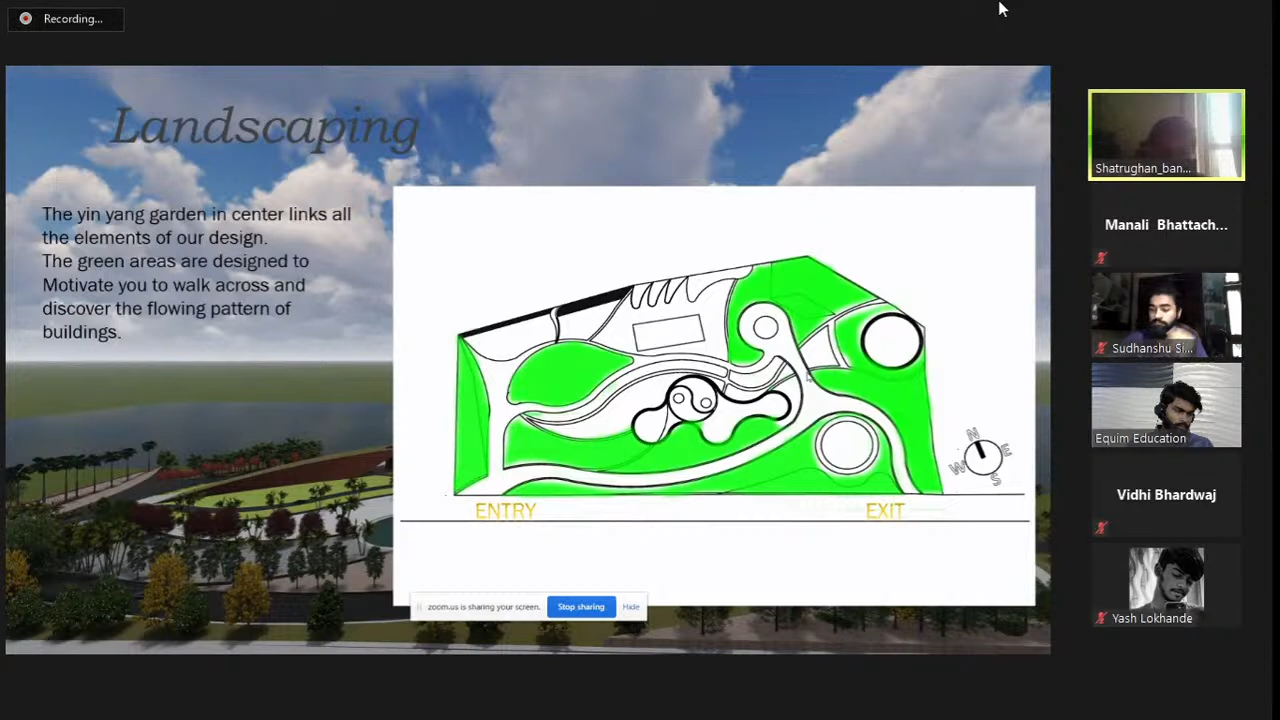 Recording...
Landscaping
The yin yang garden in center links all
the elements of our design.
The green areas are designed to
Motivate you to walk across and
discover the flowing pattern of
buildings.
N
E
W
S
ENTRY
EXIT
zoom.us is sharing your screen.
Stop sharing
Hide
Shatrughan_ban...
Manali Bhattach...
Sudhanshu Si...
Equim Education
Vidhi Bhardwaj
Yash Lokhande